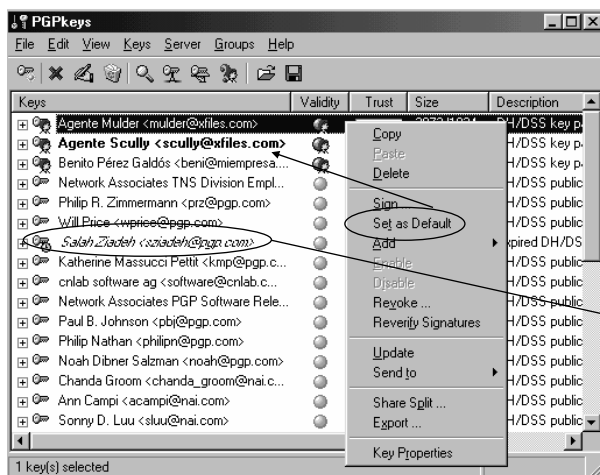 PGPkeys
File Edit View Keys Server Groups Help
Keys Validity Trust Size Description
Agente Mulder <mulder@xfiles.com> DH/DSS key pa
Agente Scully <scully@xfiles.com> H/DSS key pa
Benito Pérez Galdós <beni@miempresa.... H/DSS key pa
Network Associates TNS Division Empl... H/DSS public
Philip R. Zimmermann <prz@pgp.com> H/DSS public
Will Price <wprice@pgp.com> H/DSS public
Salah Ziadeh <sziadeh@pgp.com> xpired DH/DS
Katherine Massucci Pettit <kmp@pgp.c... H/DSS public
cnlab software ag <software@cnlab.c... H/DSS public
Network Associates PGP Software Rele... H/DSS public
Paul B. Johnson <pbj@pgp.com> H/DSS public
Philip Nathan <philipn@pgp.com> H/DSS public
Noah Dibner Salzman <noah@pgp.com> H/DSS public
Chanda Groom <chanda_groom@nai.c... H/DSS public
Ann Campi <acampi@nai.com> H/DSS public
Sonny D. Luu <sluu@nai.com> H/DSS public
Copy
Paste
Delete
Sign...
Set as Default
Add
Enable
Disable
Revoke ...
Reverify Signatures
Update
Send to
Share Split ...
Export ...
Key Properties
1 key(s) selected